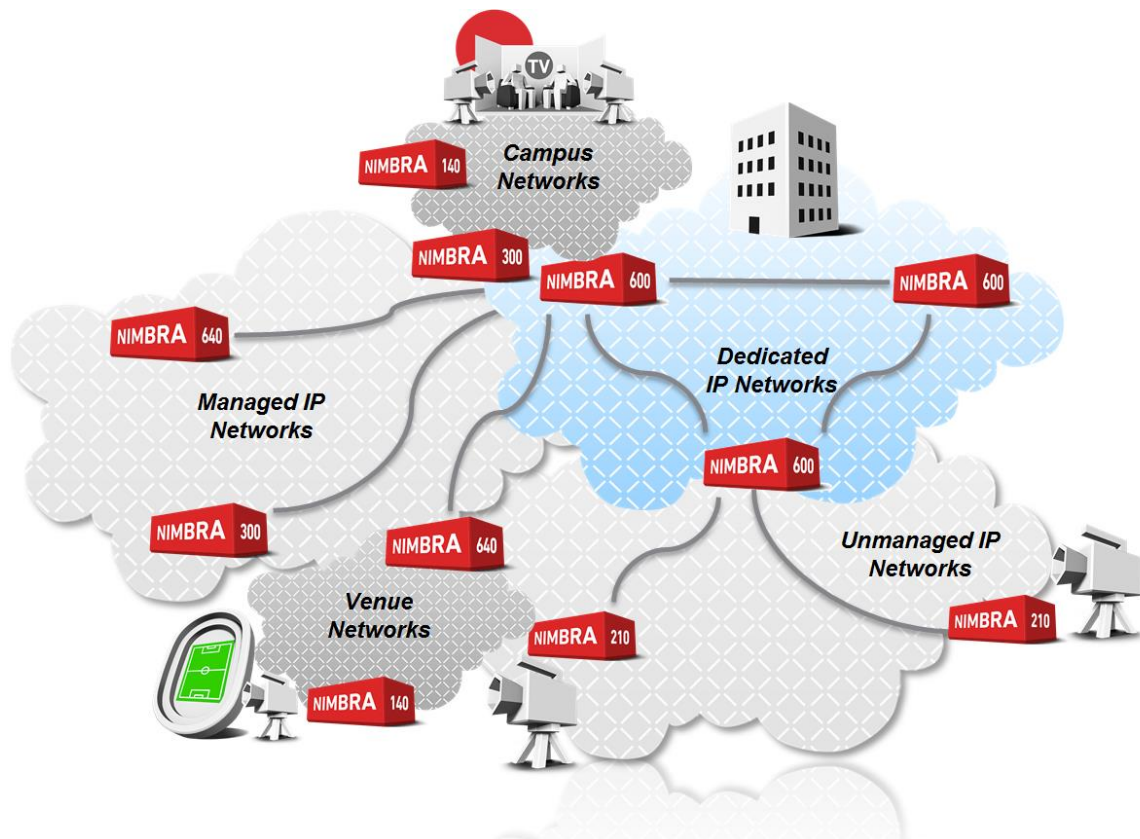 TV
Campus
Networks
NIMBRA 140
NIMBRA 300
NIMBRA 600
NIMBRA 600
NIMBRA 640
Dedicated
IP Networks
Managed IP
Networks
NIMBRA 600
NIMBRA 300
NIMBRA 640
Unmanaged IP
Networks
Venue
Networks
NIMBRA 210
NIMBRA 210
NIMBRA 140